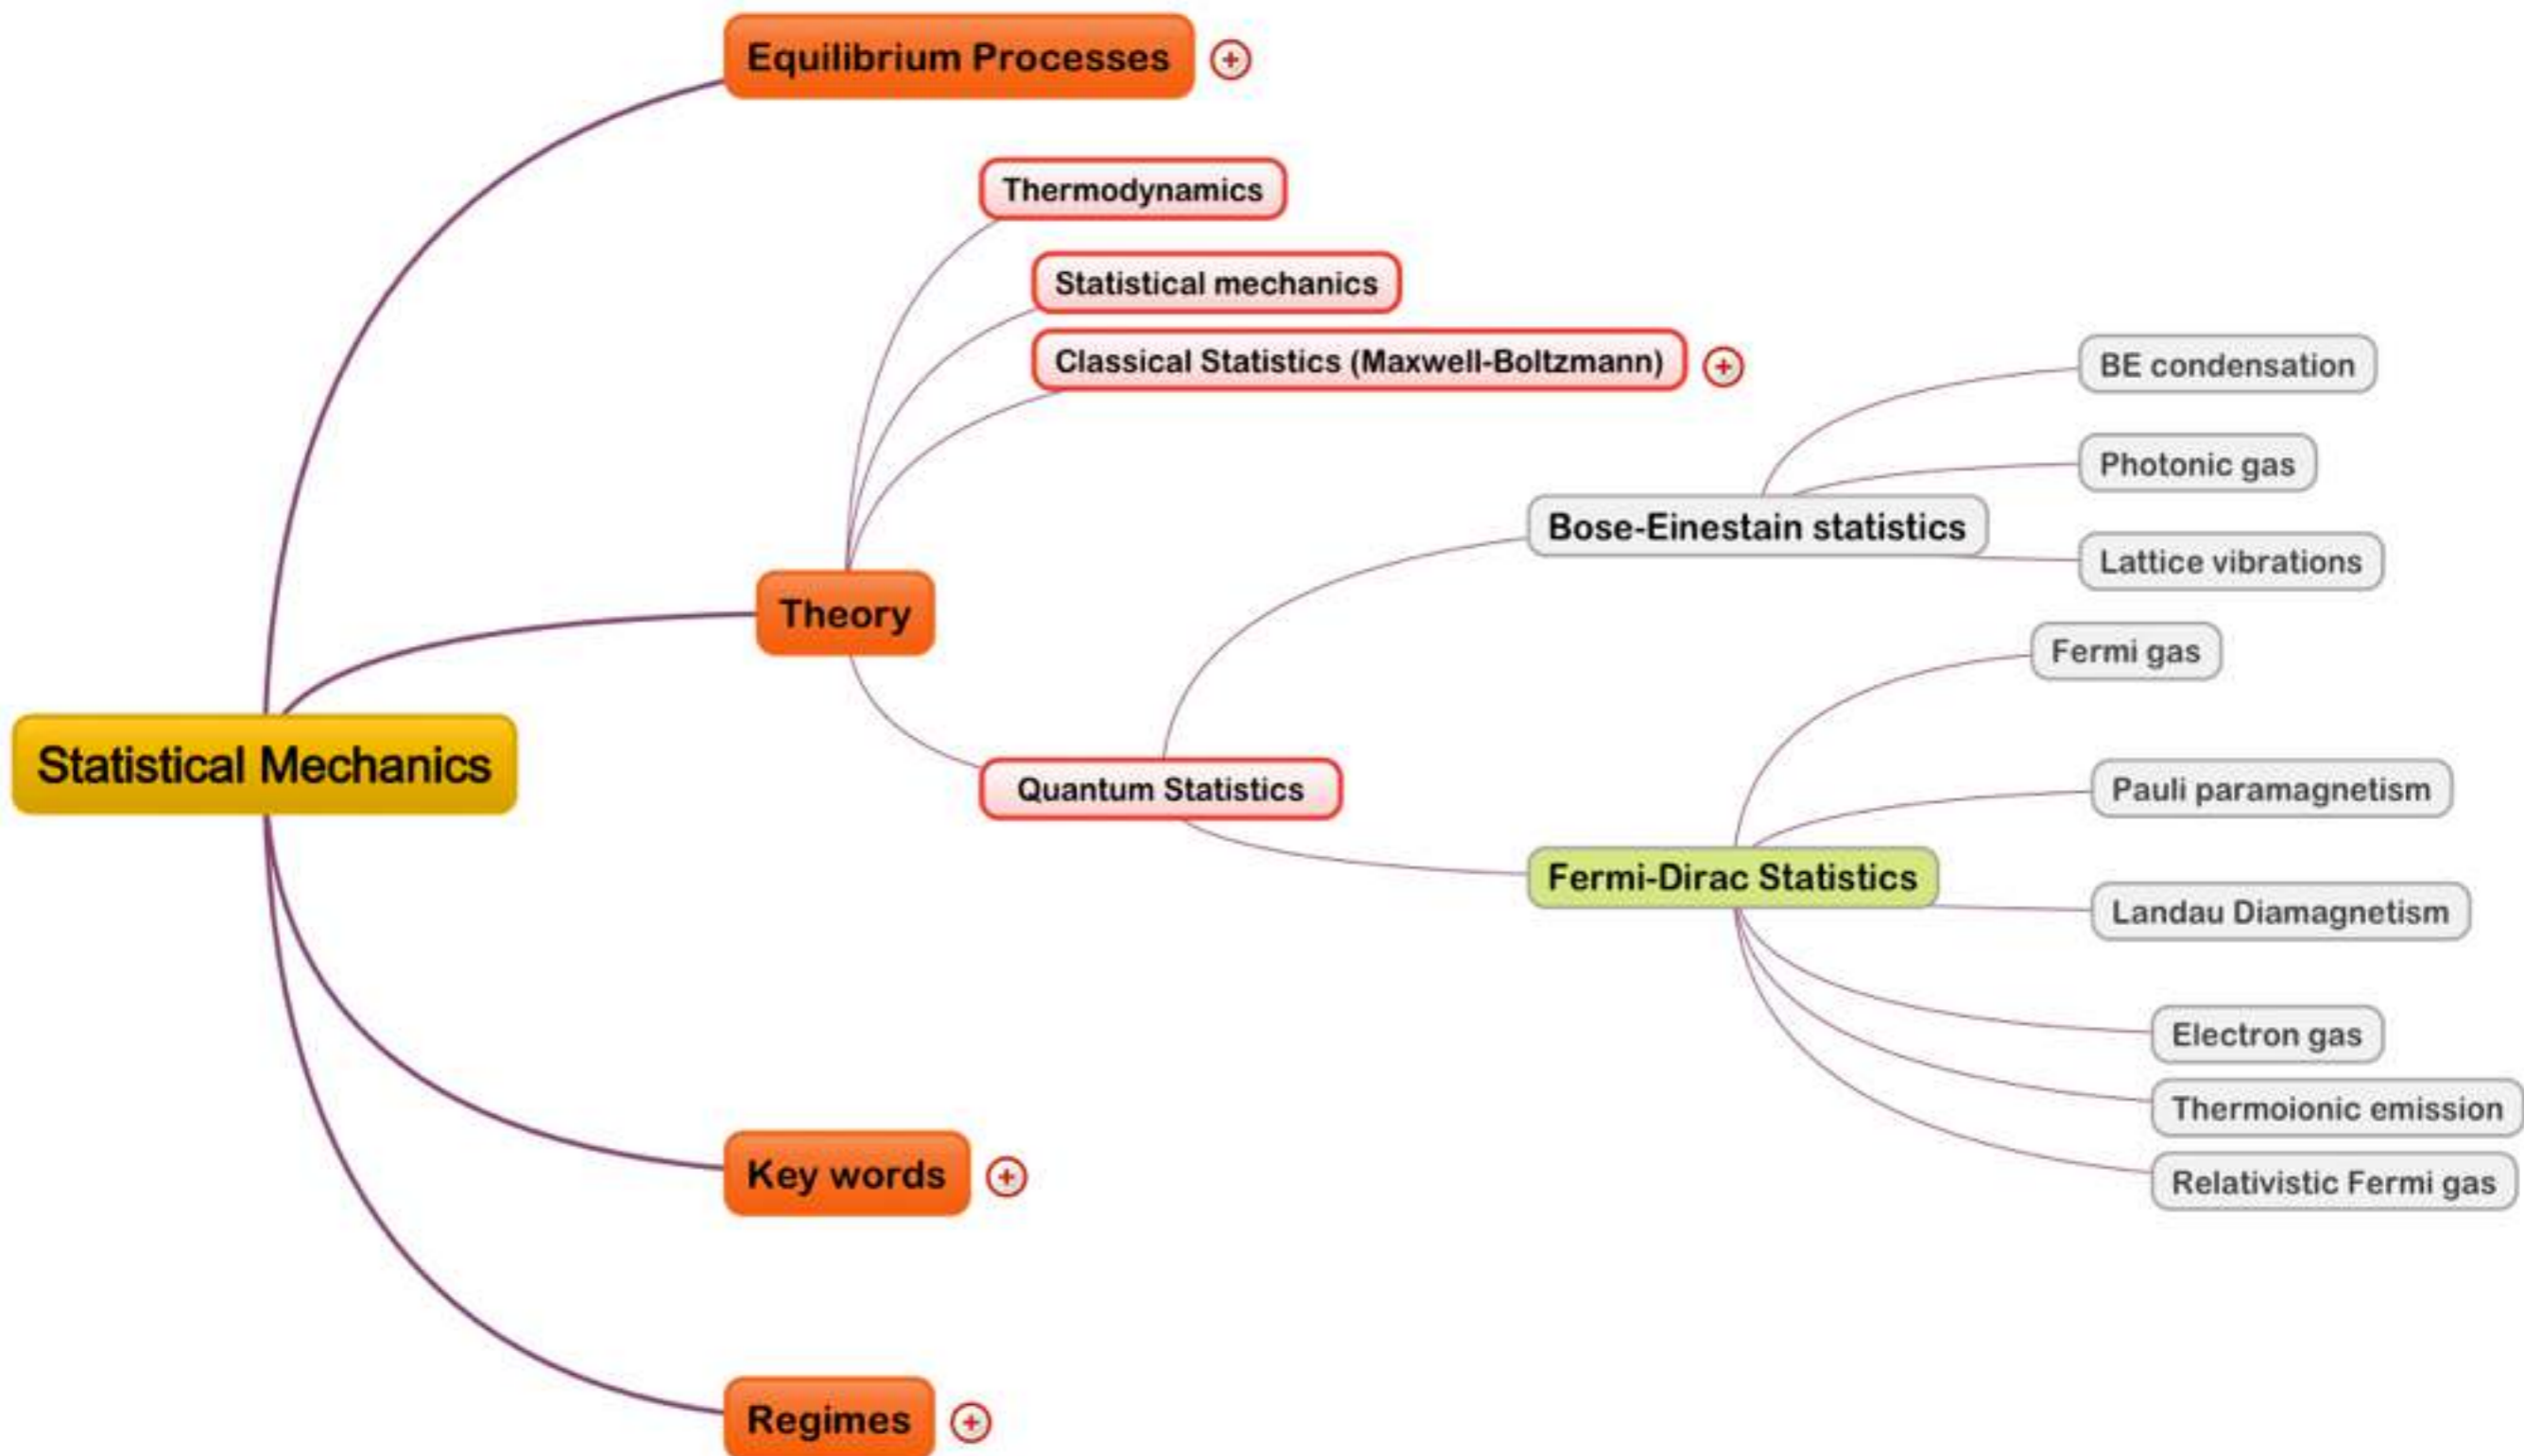 Equilibrium Processes
Thermodynamics
Statistical mechanics
Classical Statistics (Maxwell-Boltzmann)
BE condensation
Photonic gas
Bose-Einestain statistics
Lattice vibrations
Theory
Fermi gas
Statistical Mechanics
Quantum Statistics
Pauli paramagnetism
Fermi-Dirac Statistics
Landau Diamagnetism
Electron gas
Thermoionic emission
Key words
Relativistic Fermi gas
Regimes